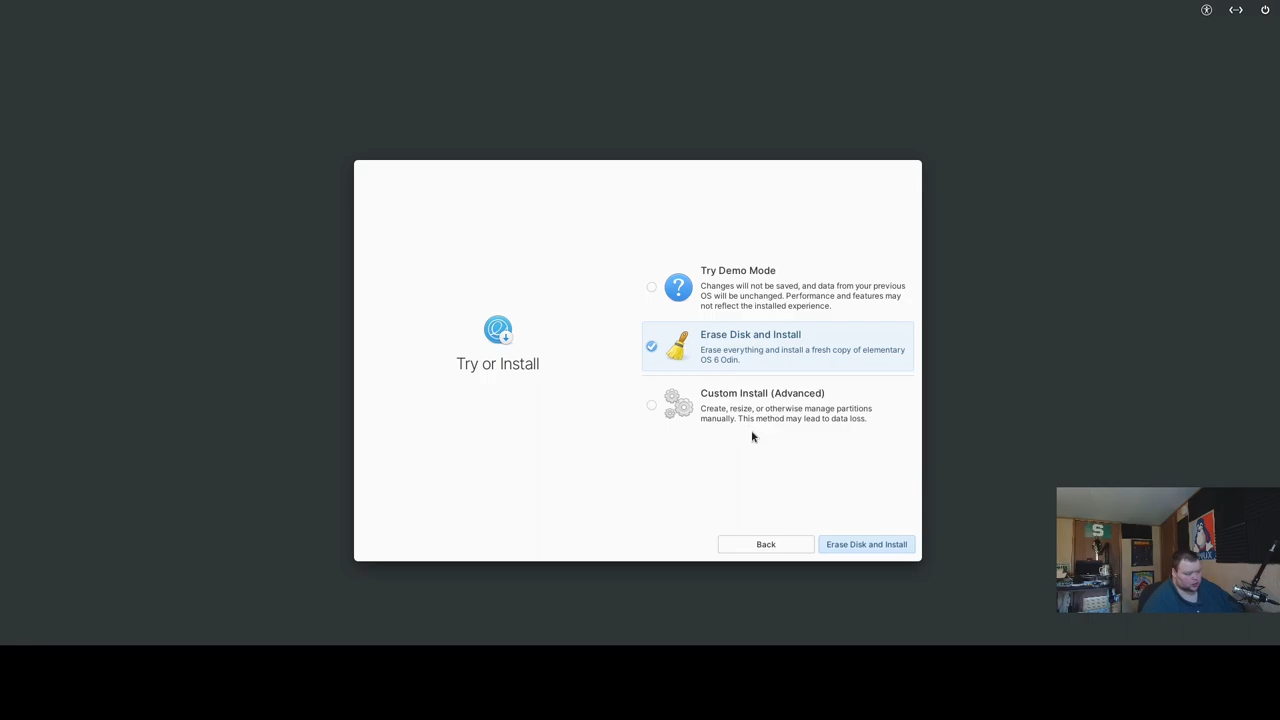 Try Demo Mode
Changes will not be saved, and data from your previous
OS will be unchanged. Performance and features may
not reflect the installed experience.
Erase Disk and Install
Erase everything and install a fresh copy of elementary
OS 6 Odin.
Try or Install
Custom Install (Advanced)
Create, resize, or otherwise manage partitions
manually. This method may lead to data loss.
Back
Erase Disk and Install
S